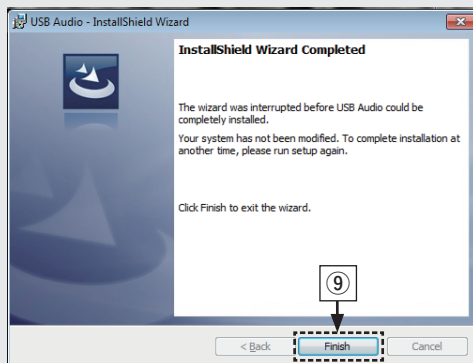 USB Audio - InstallShield Wizard
InstallShield Wizard Completed
The wizard was interrupted before USB Audio could be
completely installed.
Your system has not been modified. To complete installation at
another time, please run setup again.
Click Finish to exit the wizard.
⑨
< Back Finish Cancel